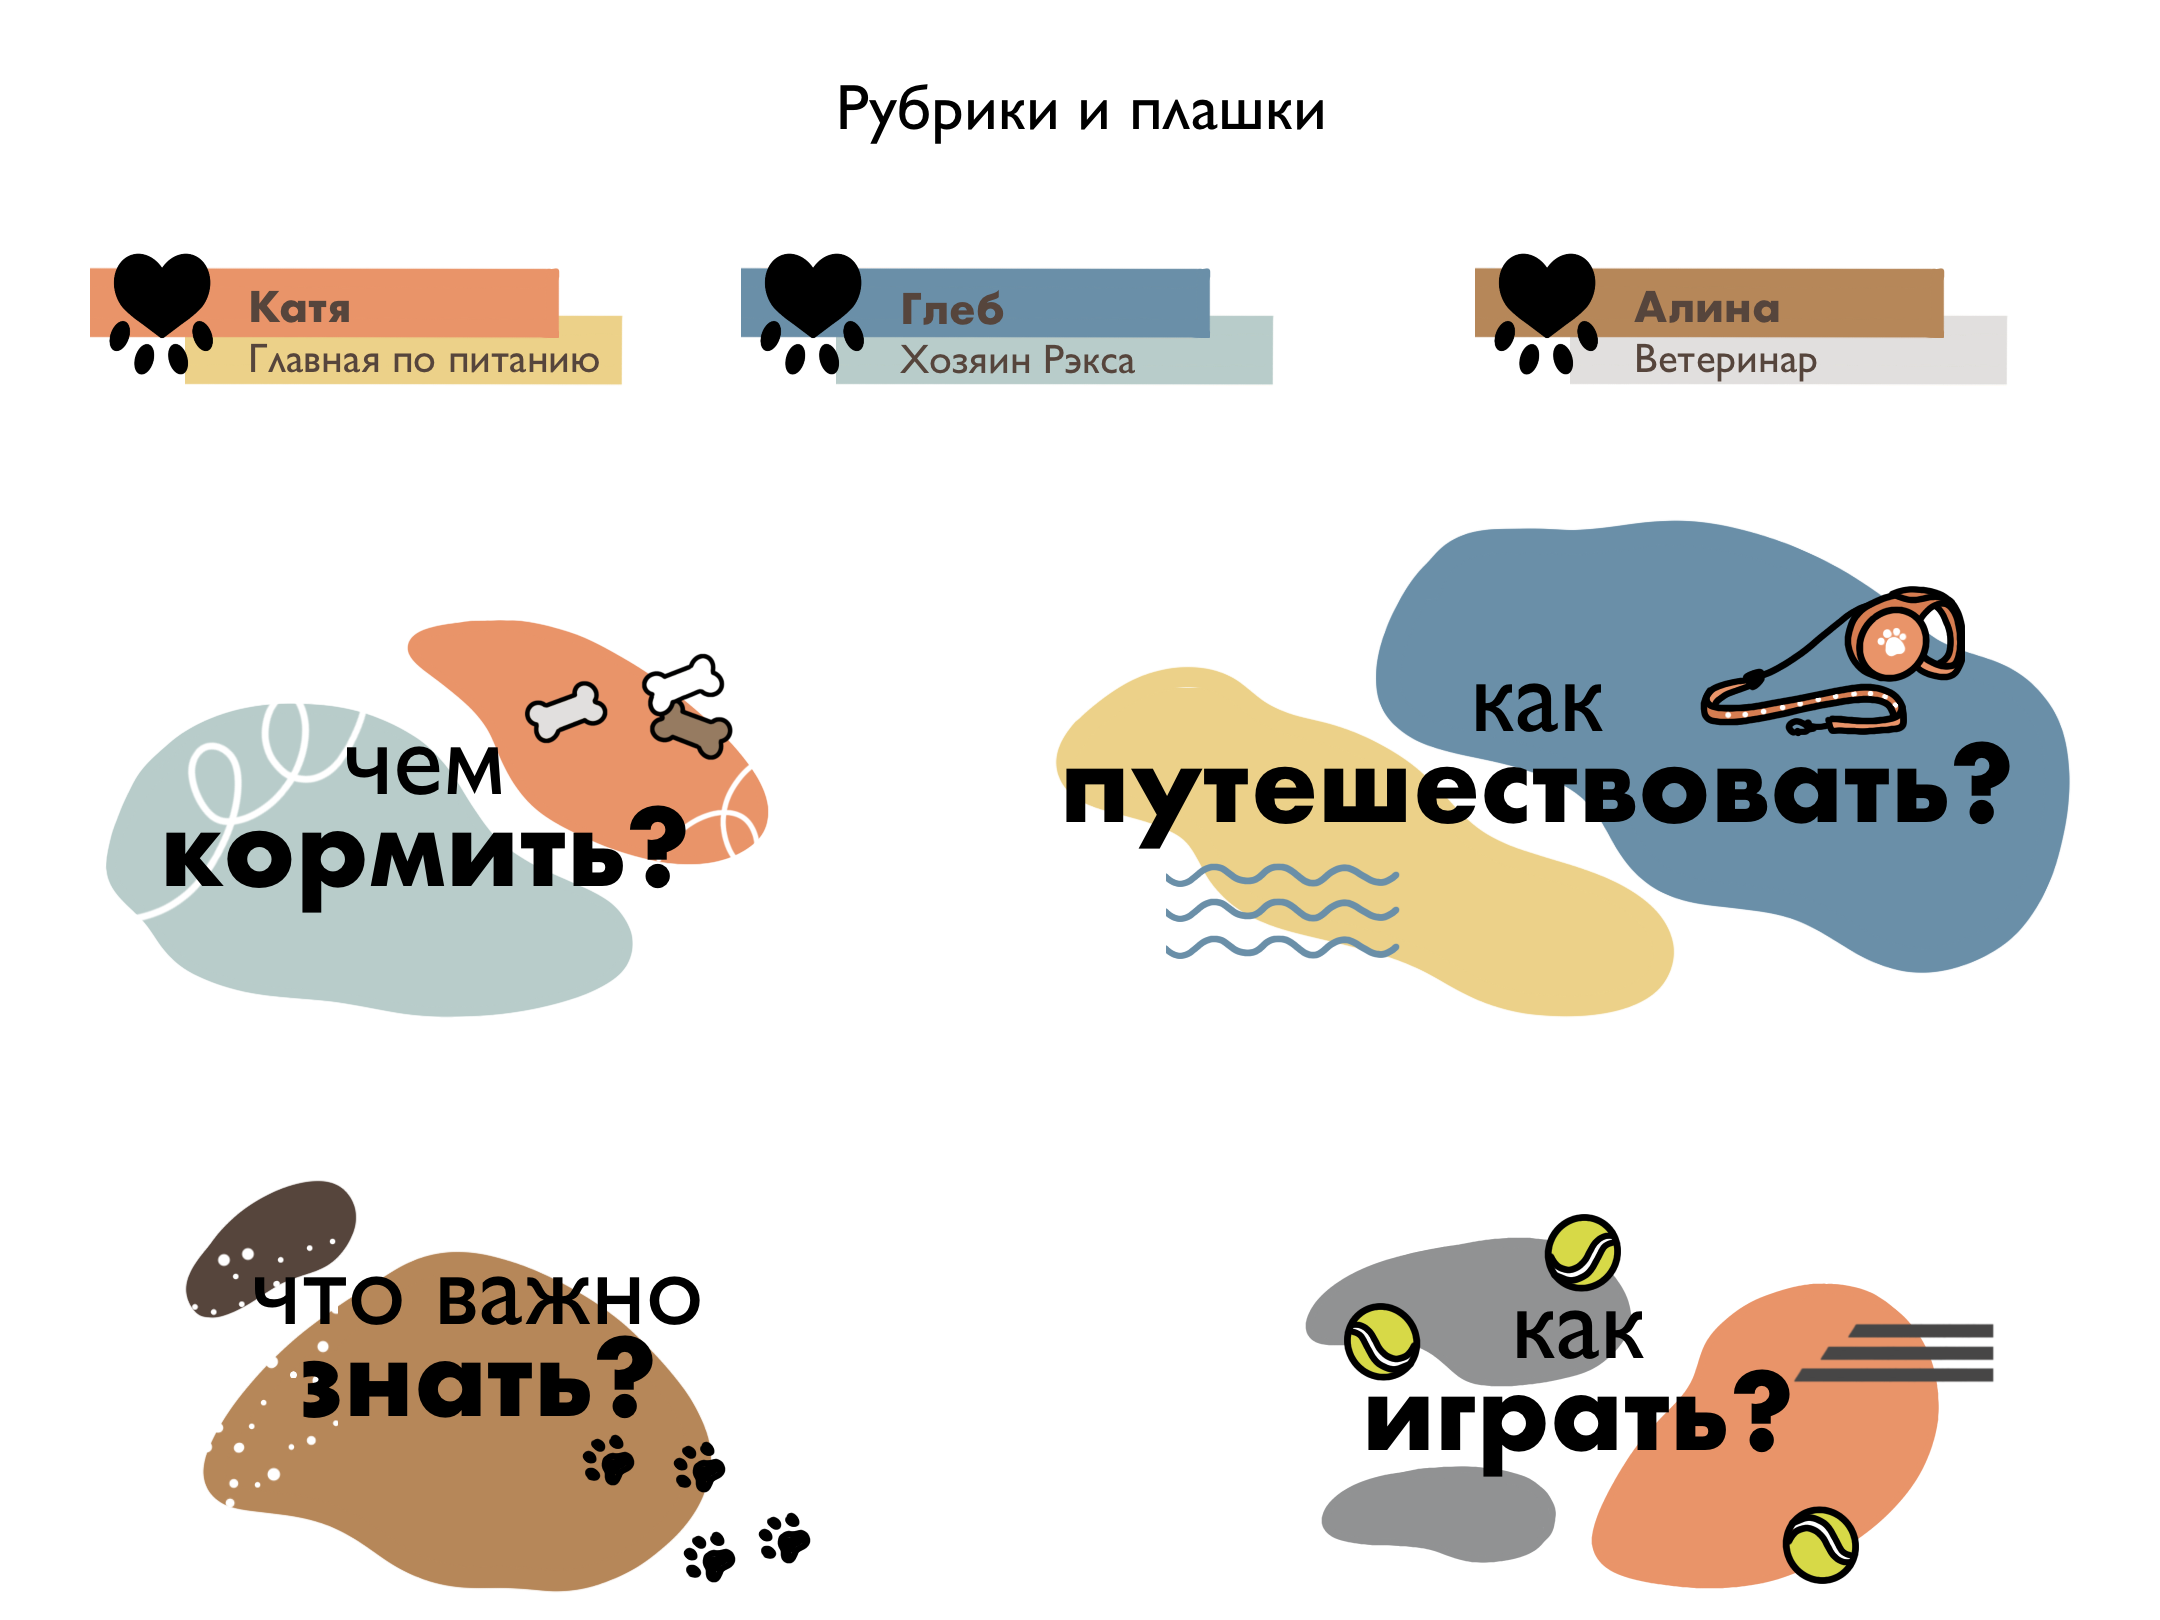 Рубрики и плашки
Катя
Главная по питанию
Глеб
Хозяин Рэкса
Алина
Ветеринар
чем
кормить?
как
путешествовать?
что важно
знать?
как
играть?